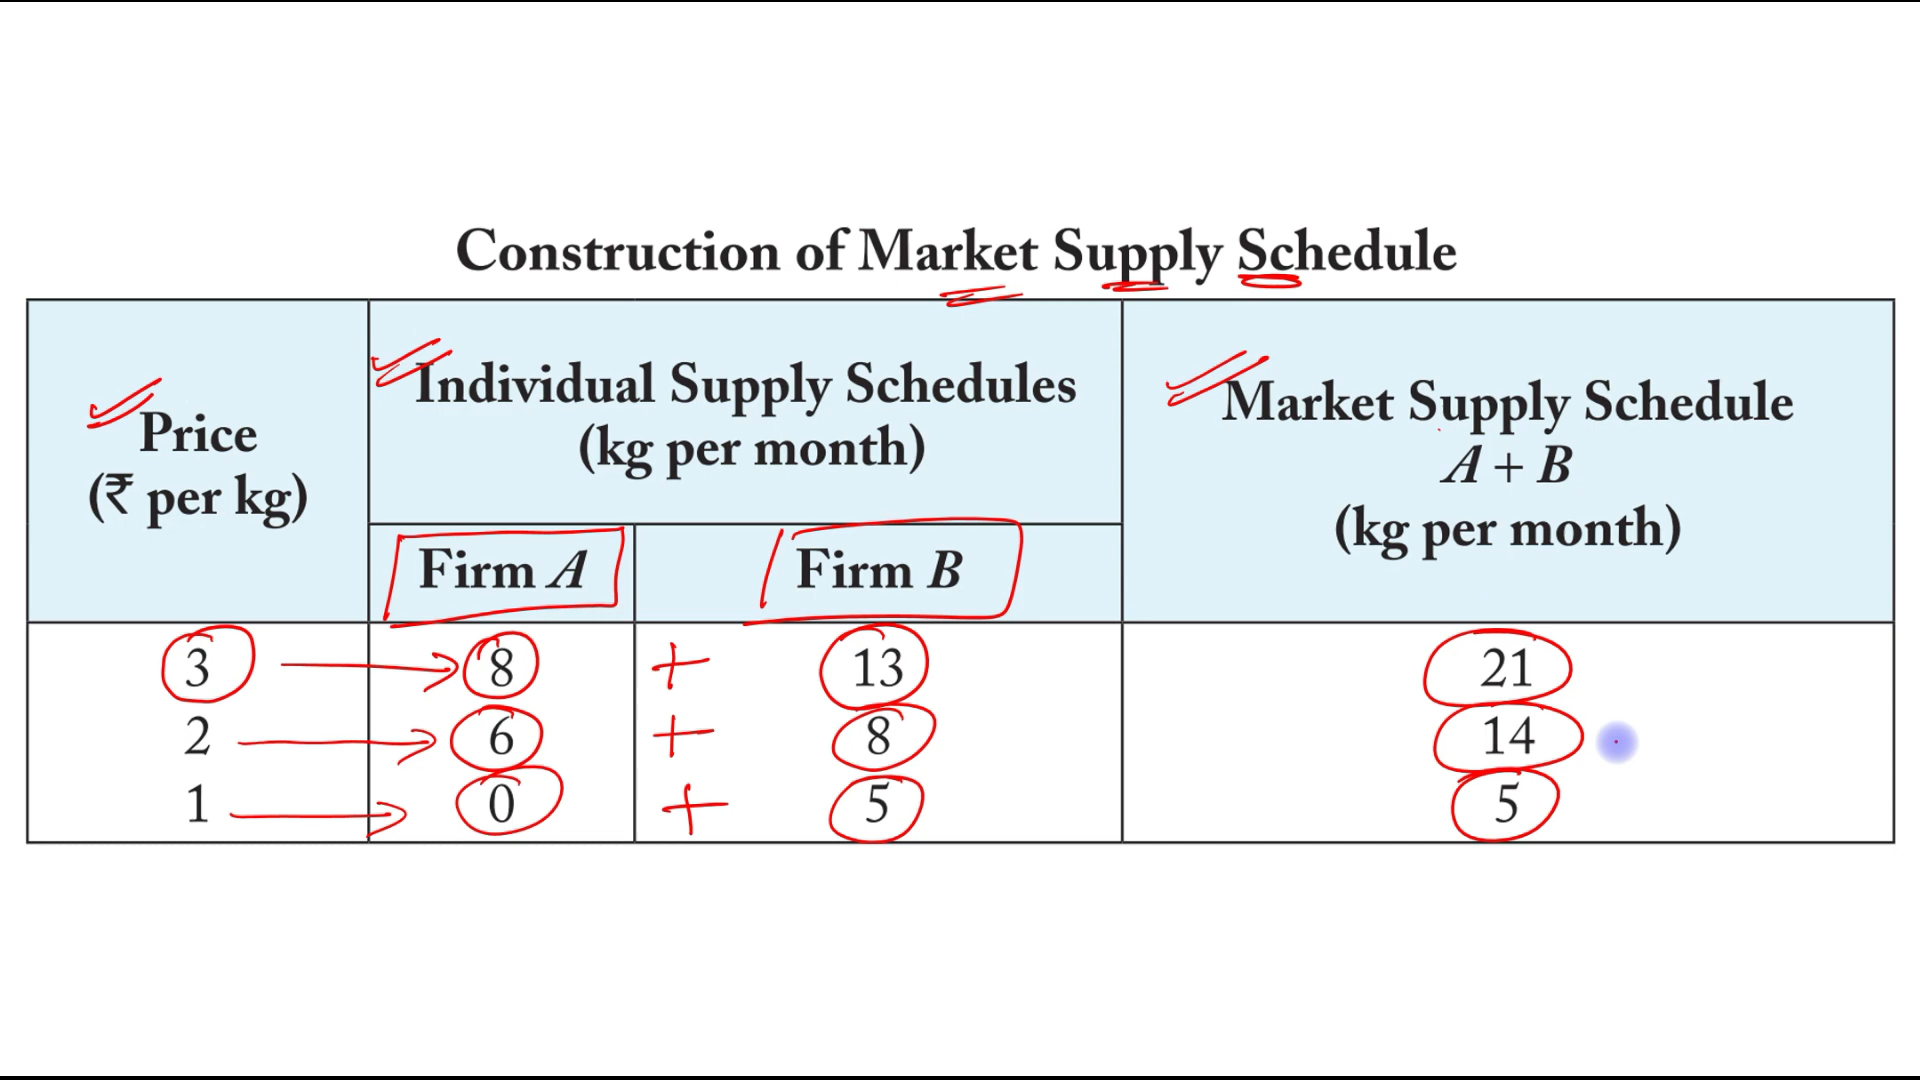 Construction of Market Supply Schedule
Price
(₹ per kg)
Individual Supply Schedules
(kg per month)
Market Supply Schedule
A + B
(kg per month)
Firm A
Firm B
3 8 + 13 21
2 6 + 8 14
1 0 + 5 5